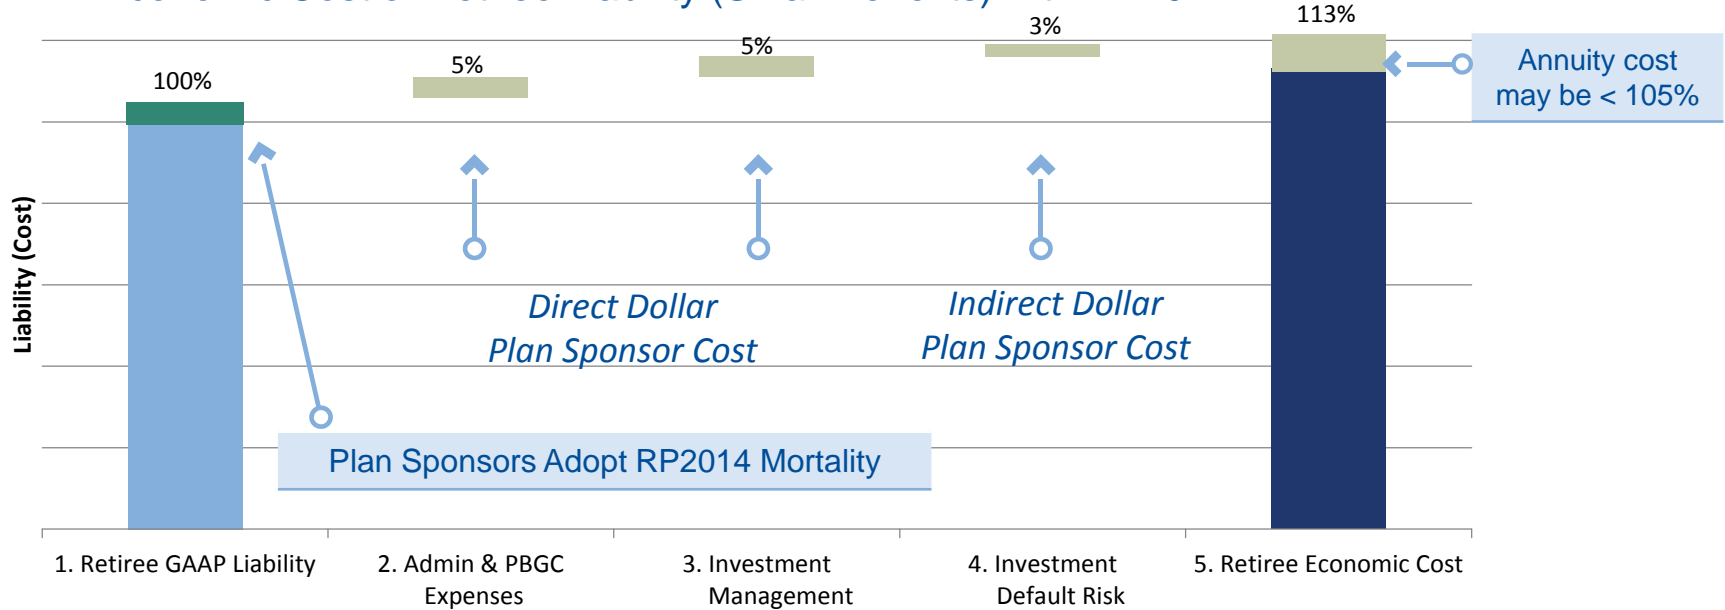 113%
3%
5%
5%
100%
Annuity cost
may be < 105%
Liability (Cost)
Direct Dollar
Plan Sponsor Cost
Indirect Dollar
Plan Sponsor Cost
Plan Sponsors Adopt RP2014 Mortality
1. Retiree GAAP Liability
2. Admin & PBGC
Expenses
3. Investment
Management
4. Investment
Default Risk
5. Retiree Economic Cost